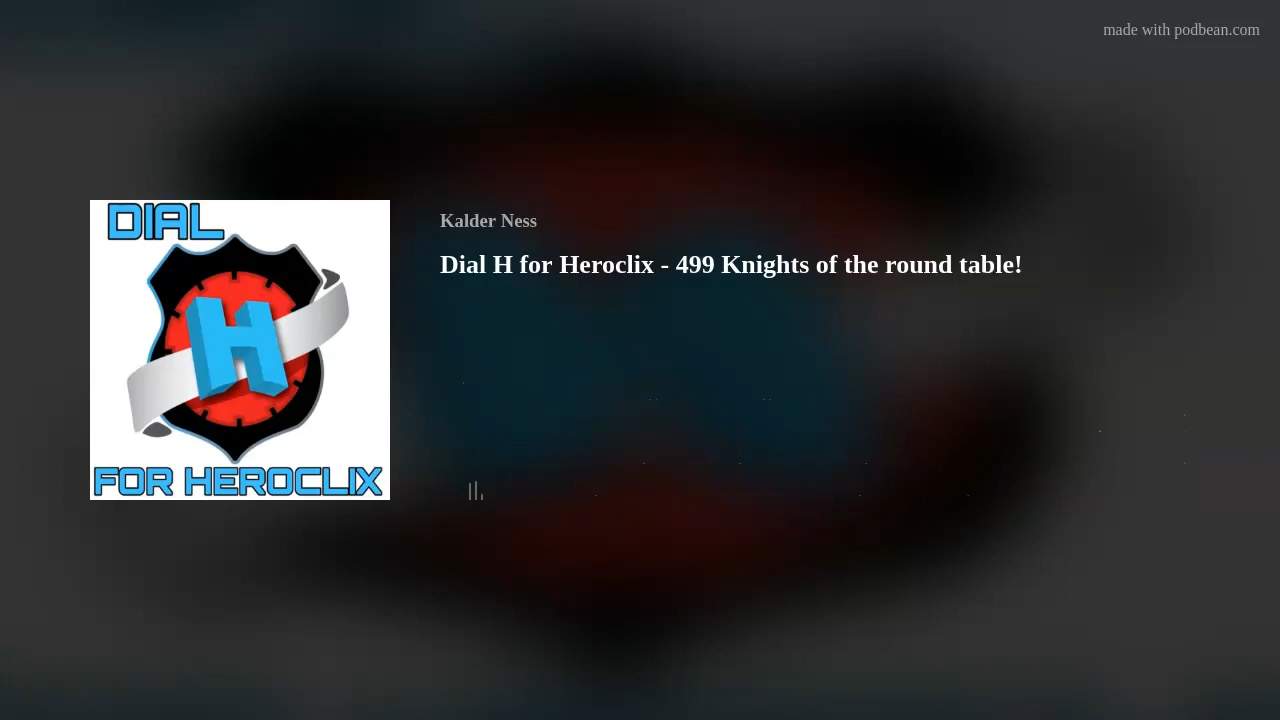 made with podbean.com
DIAL
H
FOR HEROCLIX
Kalder Ness
Dial H for Heroclix - 499 Knights of the round table!